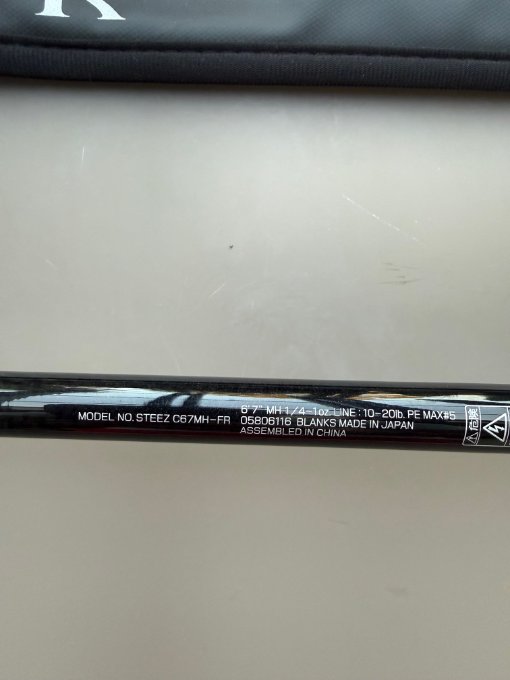 K
MODEL NO. STEEZ C67MH-FR
6'7" MH 1/4-1oz LINE : 10-20lb. PE MAX#5
05806116 BLANKS MADE IN JAPAN
ASSEMBLED IN CHINA
危険